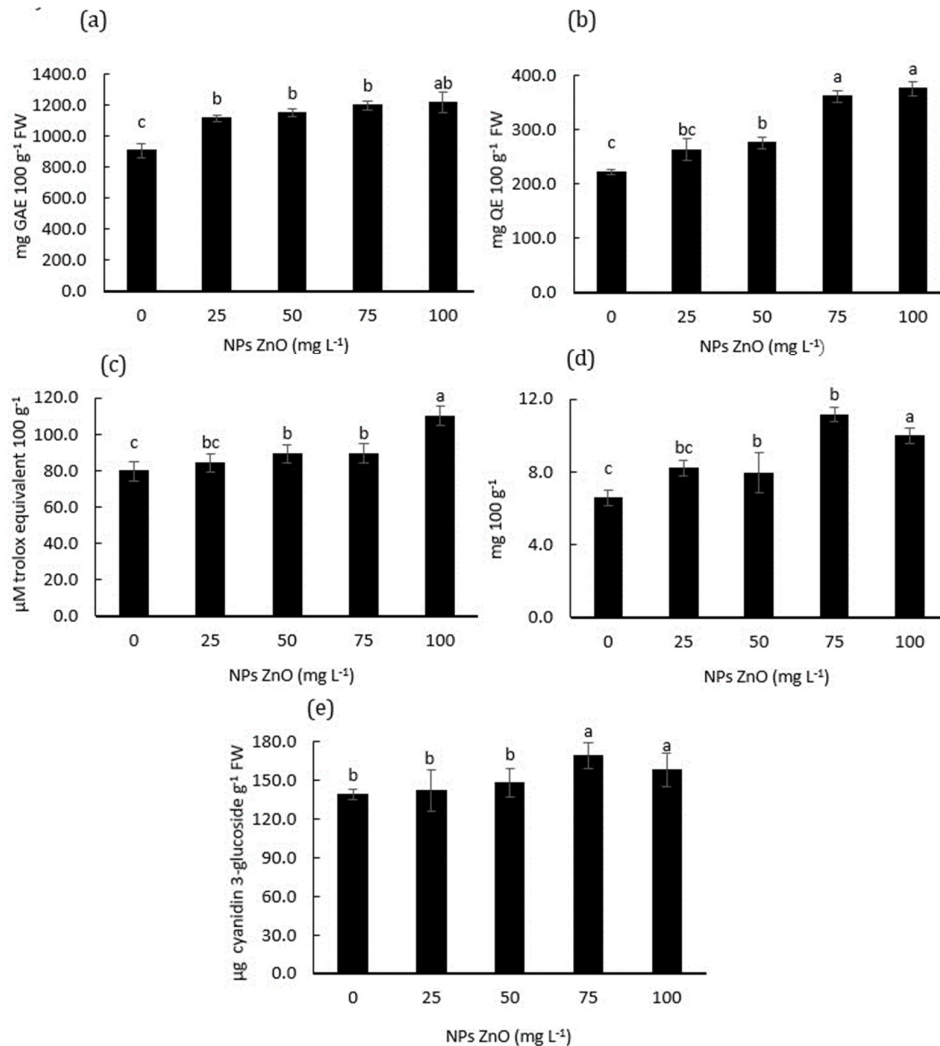 (a)
mg GAE 100 g⁻¹ FW
1400.0
1200.0
1000.0
800.0
600.0
400.0
200.0
0.0
c b b b ab
0 25 50 75 100
NPs ZnO (mg L⁻¹)
(b)
mg QE 100 g⁻¹ FW
400.0
300.0
200.0
100.0
0.0
c bc b a a
0 25 50 75 100
NPs ZnO (mg L⁻¹)
(c)
µM trolox equivalent 100 g⁻¹
120.0
100.0
80.0
60.0
40.0
20.0
0.0
c bc b b a
0 25 50 75 100
NPs ZnO (mg L⁻¹)
(d)
mg 100 g⁻¹
12.0
8.0
4.0
0.0
c bc b b a
0 25 50 75 100
NPs ZnO (mg L⁻¹)
(e)
µg cyanidin 3-glucoside g⁻¹ FW
180.0
150.0
120.0
90.0
60.0
30.0
0.0
b b b a a
0 25 50 75 100
NPs ZnO (mg L⁻¹)